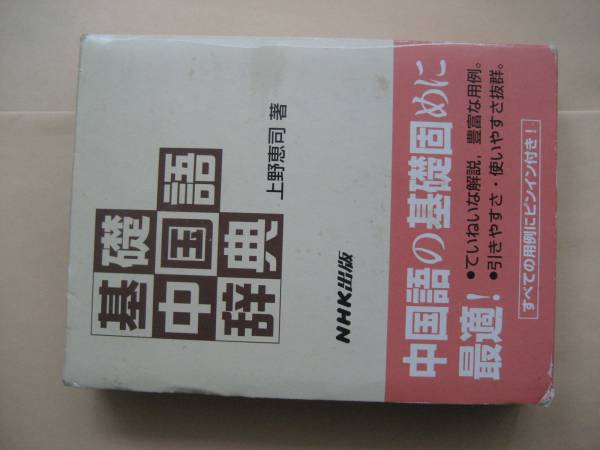 基礎
中国語
辞典
上野恵司 著
NHK出版
中国語の基礎固めに
最適!
●ていねいな解説,豊富な用例。
●引きやすさ・使いやすさ抜群。
すべての用例にピンイン付き!